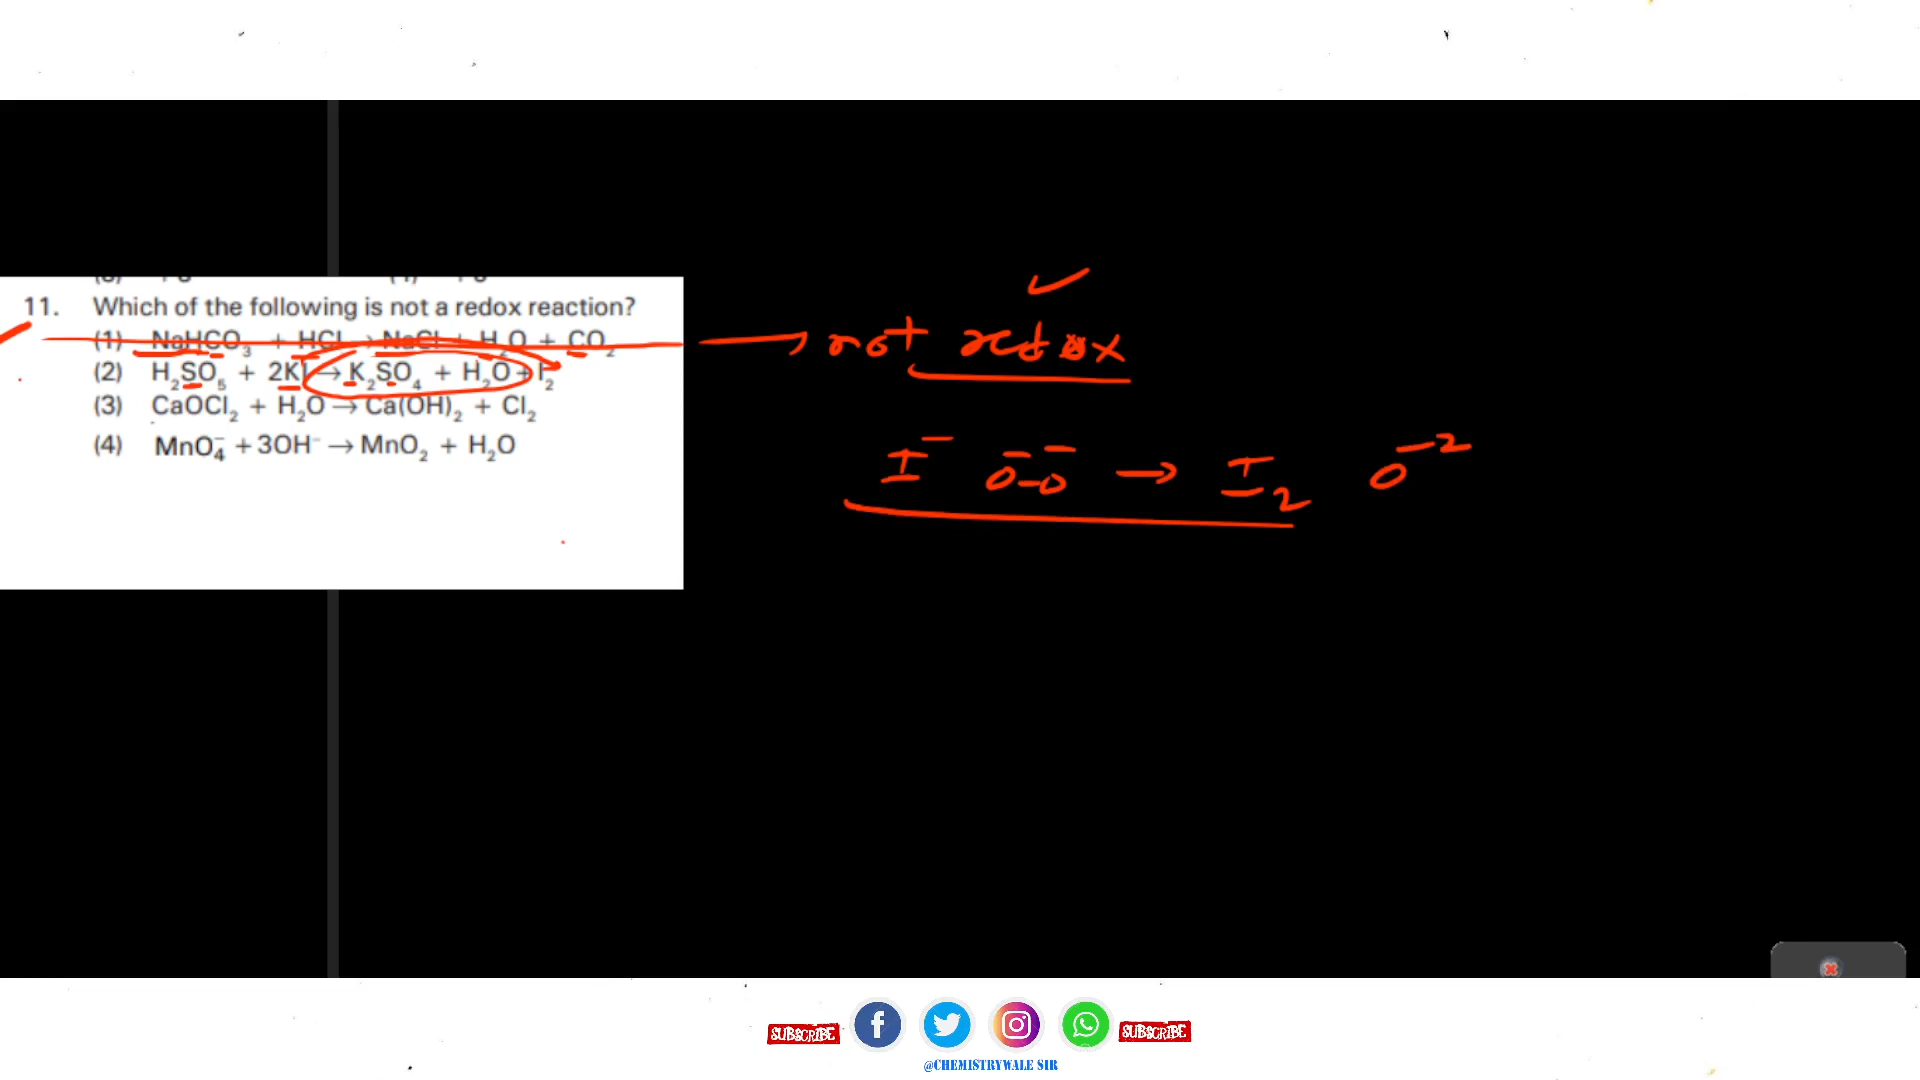 11. Which of the following is not a redox reaction?
(1) NaHCO₃ + HCl → NaCl + H₂O + CO₂
(2) H₂SO₅ + 2KI → K₂SO₄ + H₂O + I₂
(3) CaOCl₂ + H₂O → Ca(OH)₂ + Cl₂
(4) MnO₄⁻ + 3OH⁻ → MnO₂ + H₂O
→ not redox
I⁻ O⁻-O⁻ → I₂ O⁻²
SUBSCRIBE
SUBSCRIBE
@CHEMISTRYWALE SIR